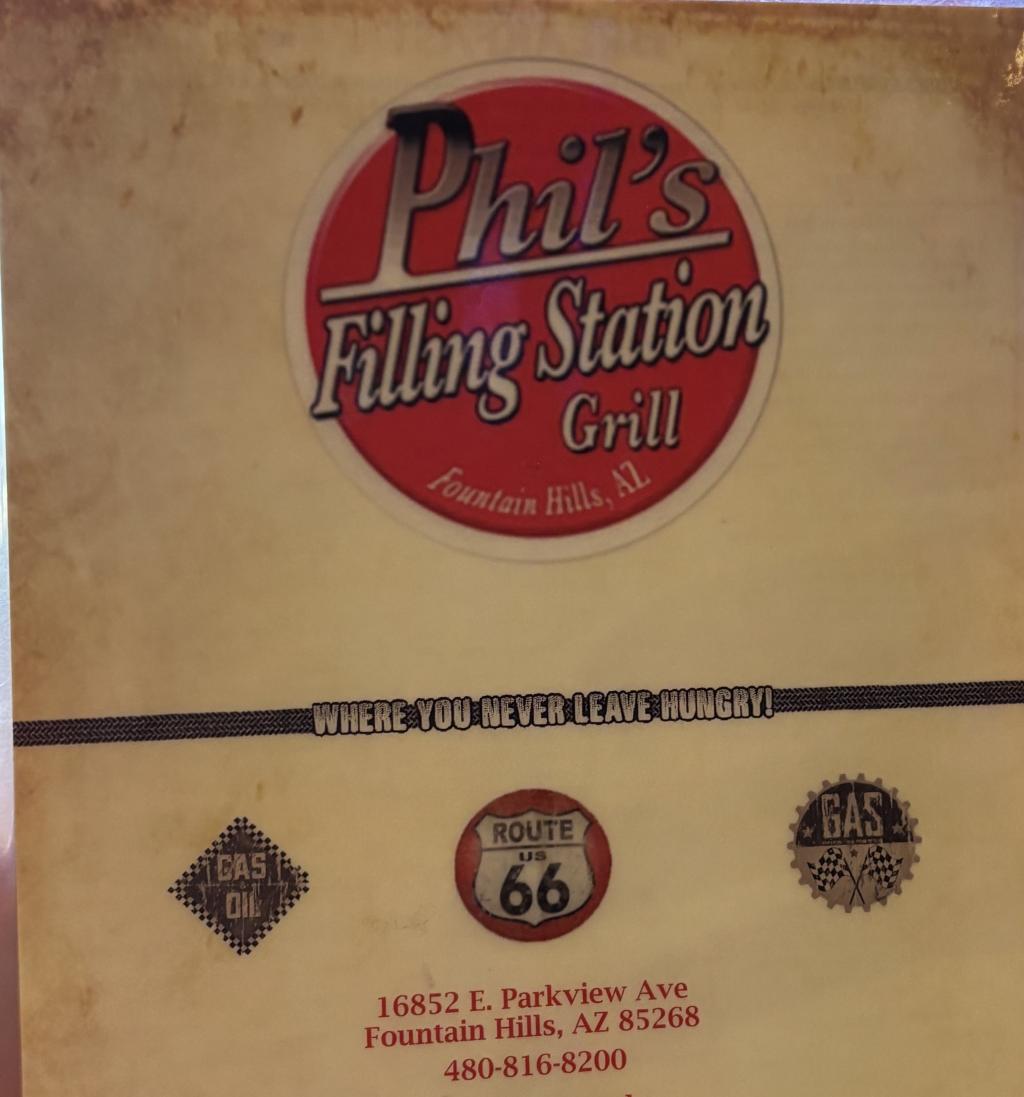 Phil's
Filling Station
Grill
Fountain Hills, AZ
WHERE YOU NEVER LEAVE HUNGRY!
GAS
OIL
ROUTE
US
66
GAS
16852 E. Parkview Ave
Fountain Hills, AZ 85268
480-816-8200